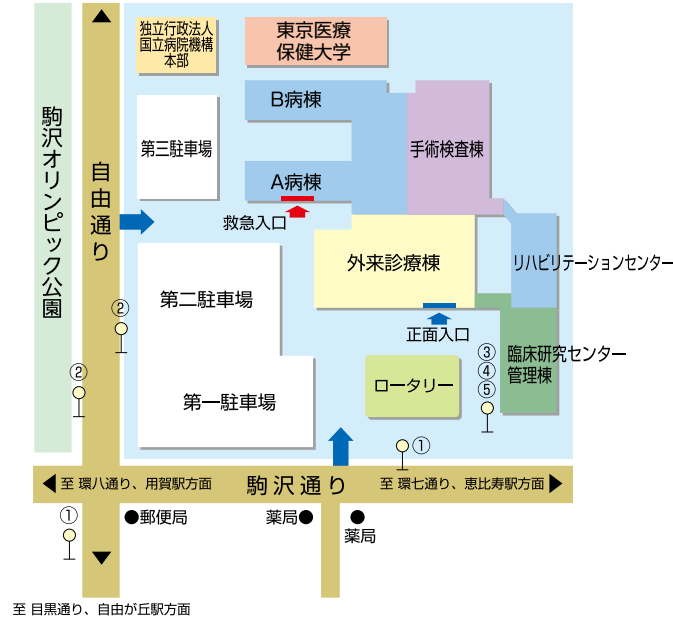 独立行政法人
国立病院機構
本部
東京医療
保健大学
駒沢オリンピック公園
自由通り
B病棟
第三駐車場
手術検査棟
A病棟
救急入口
外来診療棟
リハビリテーションセンター
第二駐車場
②
正面入口
③
④
⑤
臨床研究センター
管理棟
②
ロータリー
第一駐車場
①
至 環八通り、用賀駅方面
駒沢通り
至 環七通り、恵比寿駅方面
①
郵便局
薬局
薬局
至 目黒通り、自由が丘駅方面